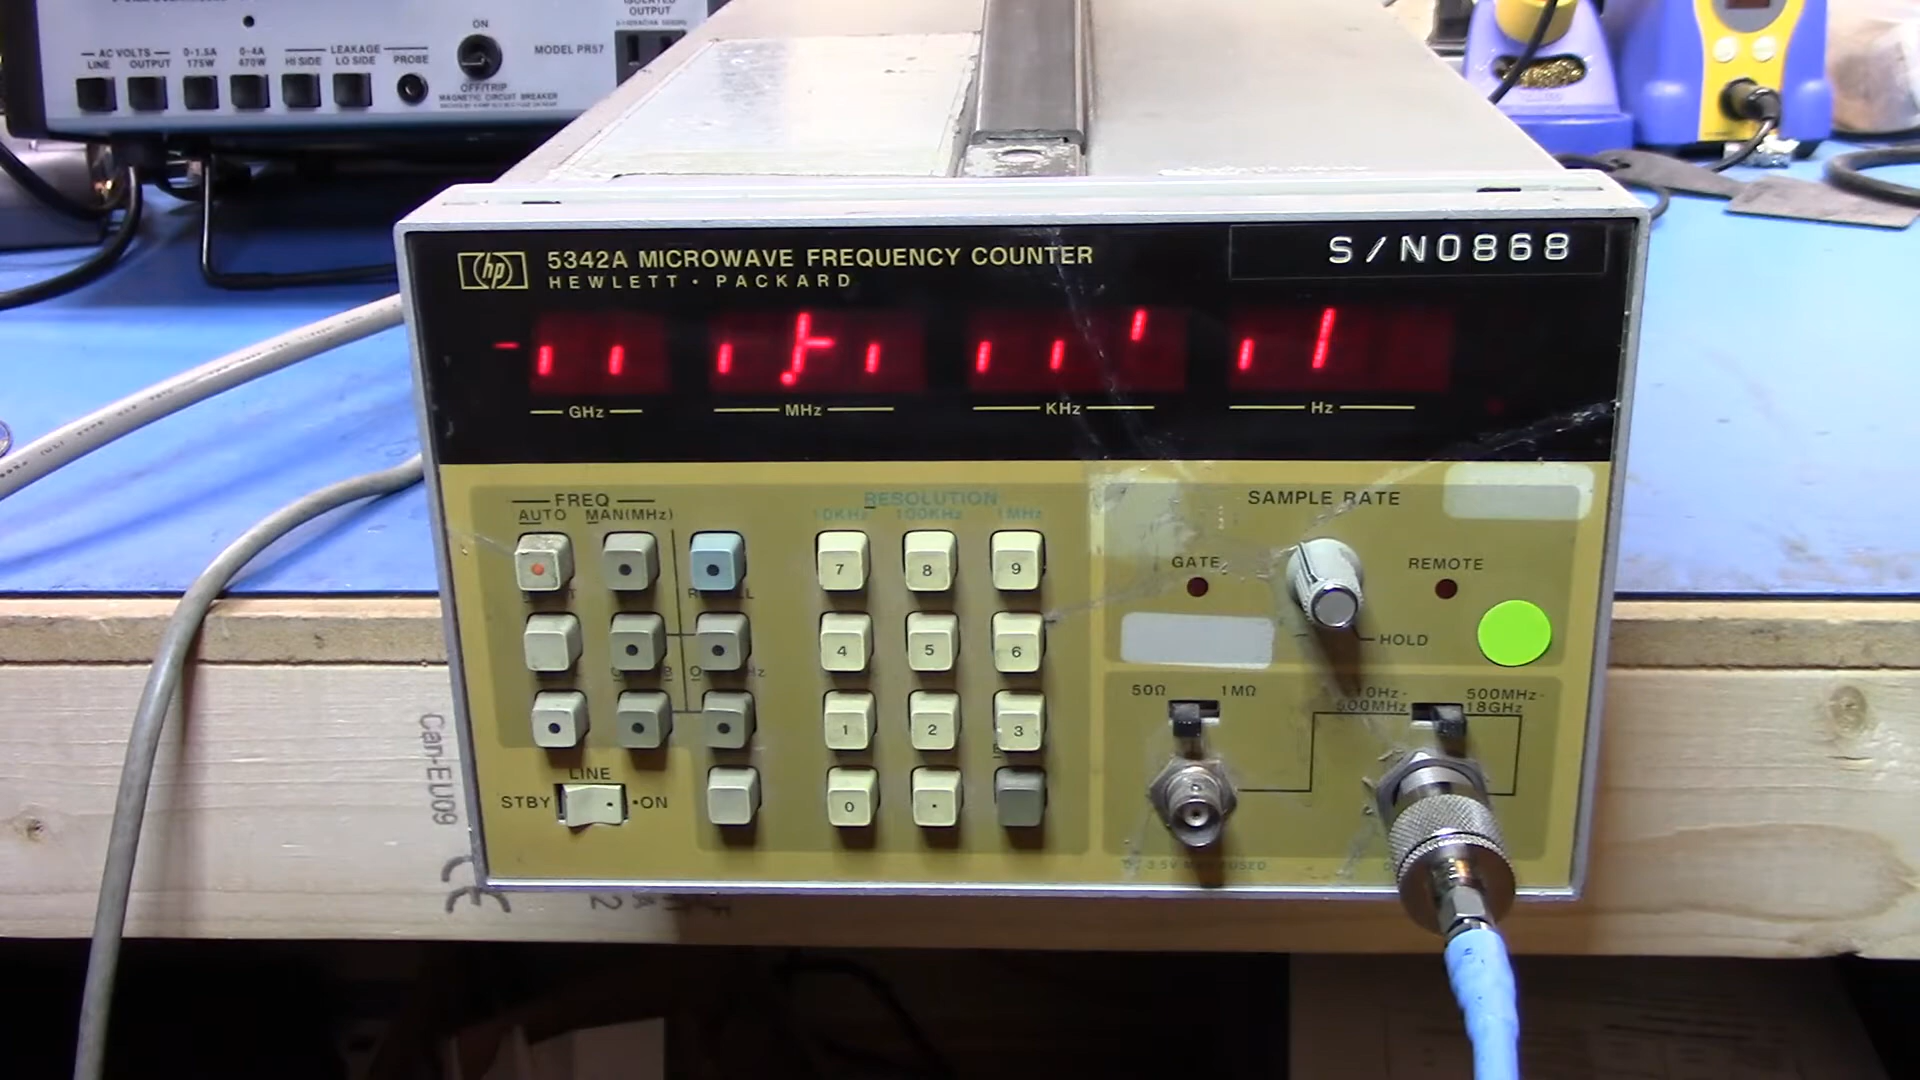 ISOLATED
OUTPUT
ON
AC VOLTS
LINE OUTPUT
0-1.5A
175W
0-4A
470W
LEAKAGE
HI SIDE LO SIDE
PROBE
MODEL PR57
OFF/TRIP
MAGNETIC CIRCUIT BREAKER
hp
5342A MICROWAVE FREQUENCY COUNTER
HEWLETT • PACKARD
S/N0868
GHz MHz KHz Hz
FREQ
AUTO MAN(MHz)
RESOLUTION
10KHz 100KHz 1MHz
SAMPLE RATE
GATE
REMOTE
HOLD
7 8 9
4 5 6
1 2 3
0 .
50Ω 1MΩ
500MHz
500MHz-
18GHz
LINE
STBY ON
Can-EU09
CE